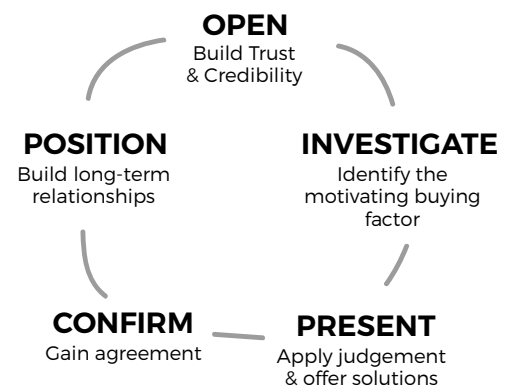 OPEN
Build Trust
& Credibility
INVESTIGATE
Identify the
motivating buying
factor
PRESENT
Apply judgement
& offer solutions
CONFIRM
Gain agreement
POSITION
Build long-term
relationships